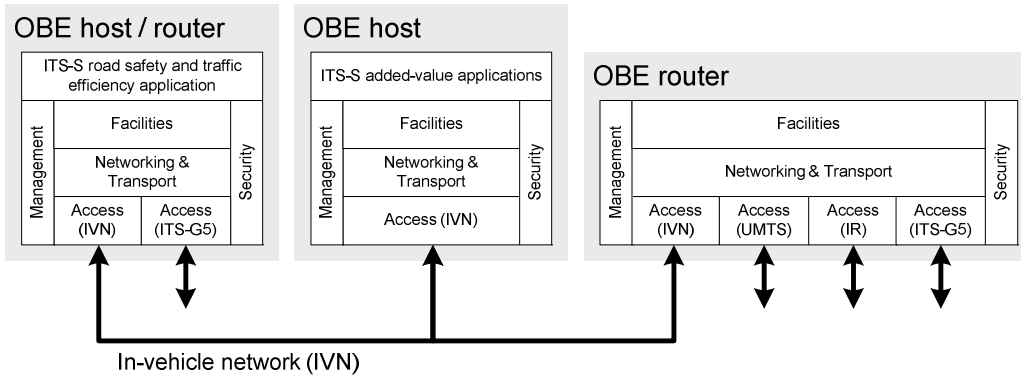 OBE host / router
ITS-S road safety and traffic
efficiency application
Management
Facilities
Networking &
Transport
Access
(IVN)
Access
(ITS-G5)
Security
OBE host
ITS-S added-value applications
Management
Facilities
Networking &
Transport
Access (IVN)
Security
OBE router
Management
Facilities
Networking & Transport
Access
(IVN)
Access
(UMTS)
Access
(IR)
Access
(ITS-G5)
Security
In-vehicle network (IVN)